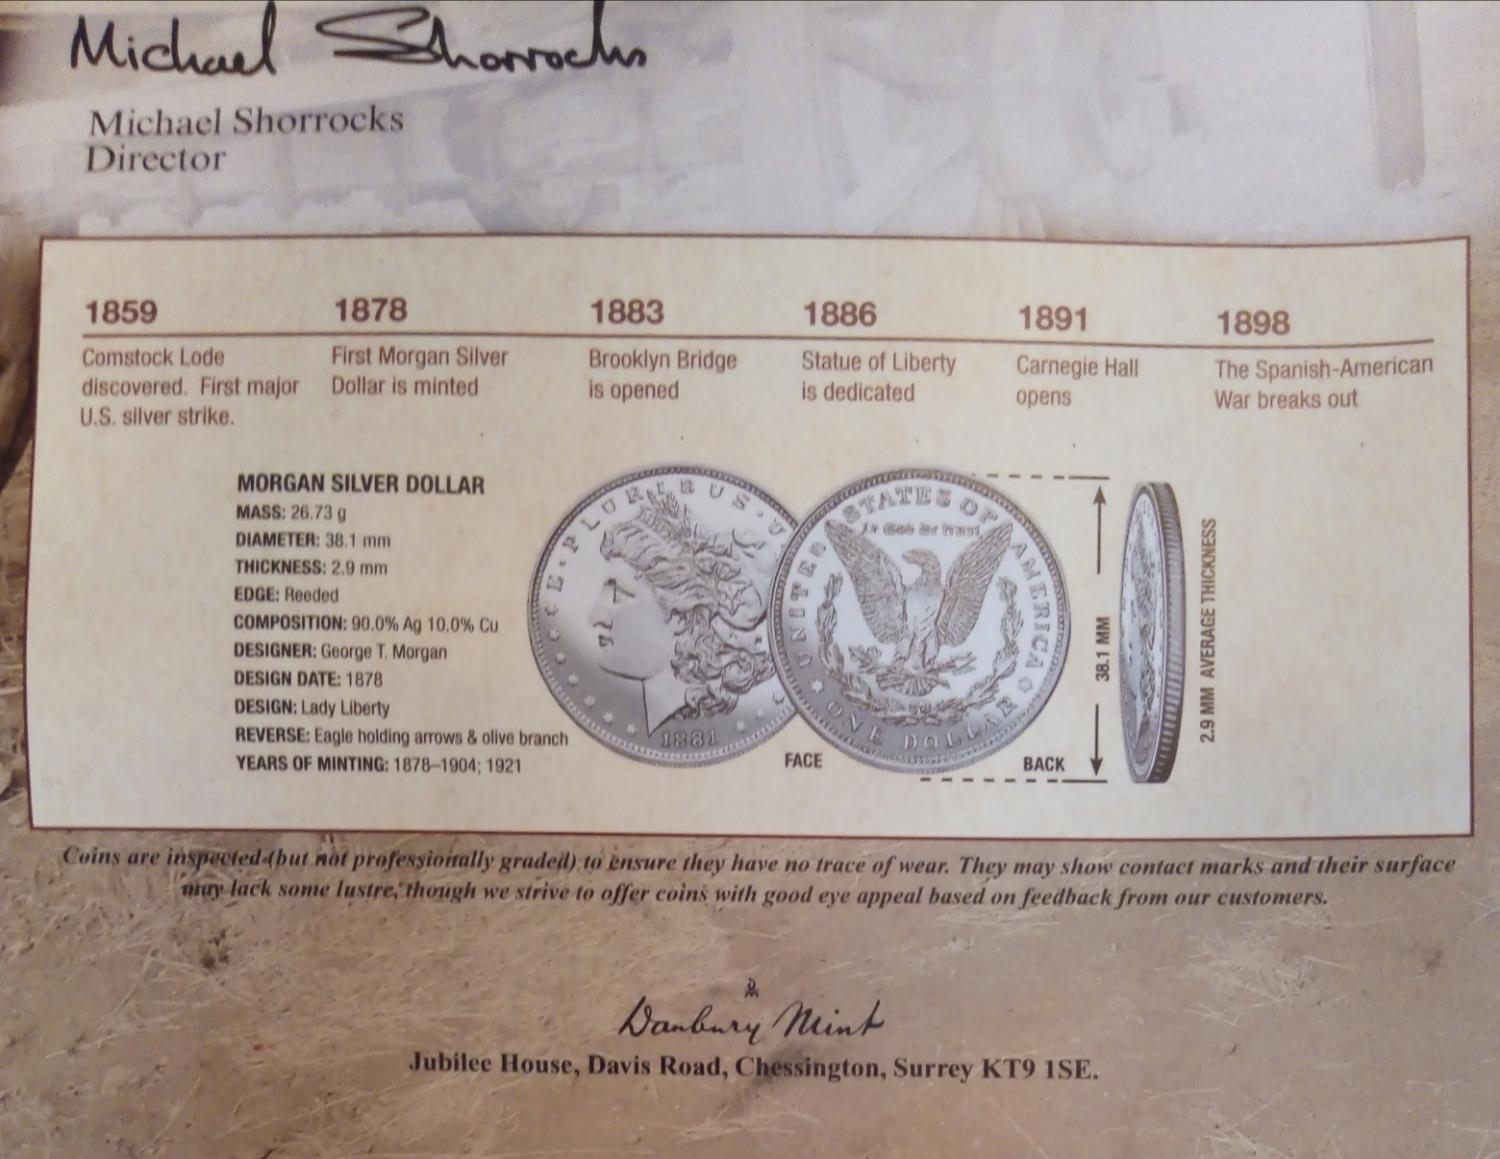 Michael Shorrocks
Michael Shorrocks
Director
1859
Comstock Lode
discovered. First major
U.S. silver strike.
1878
First Morgan Silver
Dollar is minted
1883
Brooklyn Bridge
is opened
1886
Statue of Liberty
is dedicated
1891
Carnegie Hall
opens
1898
The Spanish-American
War breaks out
MORGAN SILVER DOLLAR
MASS: 26.73 g
DIAMETER: 38.1 mm
THICKNESS: 2.9 mm
EDGE: Reeded
COMPOSITION: 90.0% Ag 10.0% Cu
DESIGNER: George T. Morgan
DESIGN DATE: 1878
DESIGN: Lady Liberty
REVERSE: Eagle holding arrows & olive branch
YEARS OF MINTING: 1878–1904; 1921
E·PLURIBUS·U
1881
FACE
UNITED STATES OF AMERICA
In God We Trust
ONE DOLLAR
BACK
38.1 MM
2.9 MM AVERAGE THICKNESS
Coins are inspected (but not professionally graded) to ensure they have no trace of wear. They may show contact marks and their surface
may lack some lustre, though we strive to offer coins with good eye appeal based on feedback from our customers.
Danbury Mint
Jubilee House, Davis Road, Chessington, Surrey KT9 1SE.